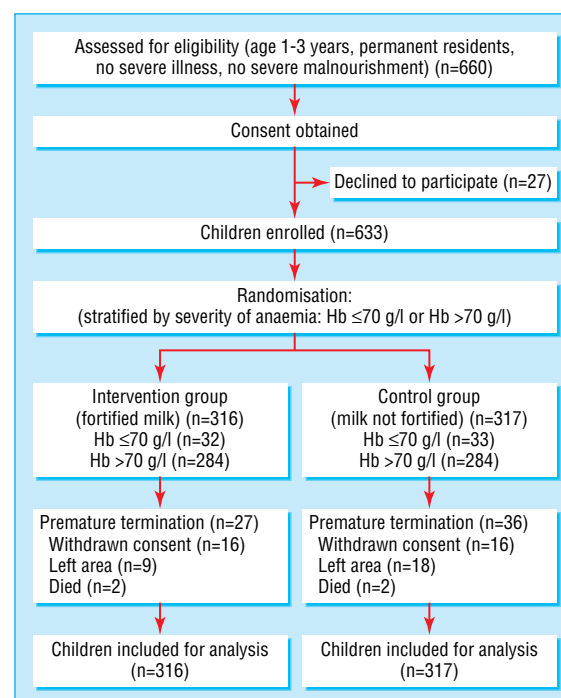 Assessed for eligibility (age 1-3 years, permanent residents,
no severe illness, no severe malnourishment) (n=660)
Consent obtained
Declined to participate (n=27)
Children enrolled (n=633)
Randomisation:
(stratified by severity of anaemia: Hb ≤70 g/l or Hb >70 g/l)
Intervention group
(fortified milk) (n=316)
Hb ≤70 g/l (n=32)
Hb >70 g/l (n=284)
Control group
(milk not fortified) (n=317)
Hb ≤70 g/l (n=33)
Hb >70 g/l (n=284)
Premature termination (n=27)
Withdrawn consent (n=16)
Left area (n=9)
Died (n=2)
Premature termination (n=36)
Withdrawn consent (n=16)
Left area (n=18)
Died (n=2)
Children included for analysis
(n=316)
Children included for analysis
(n=317)